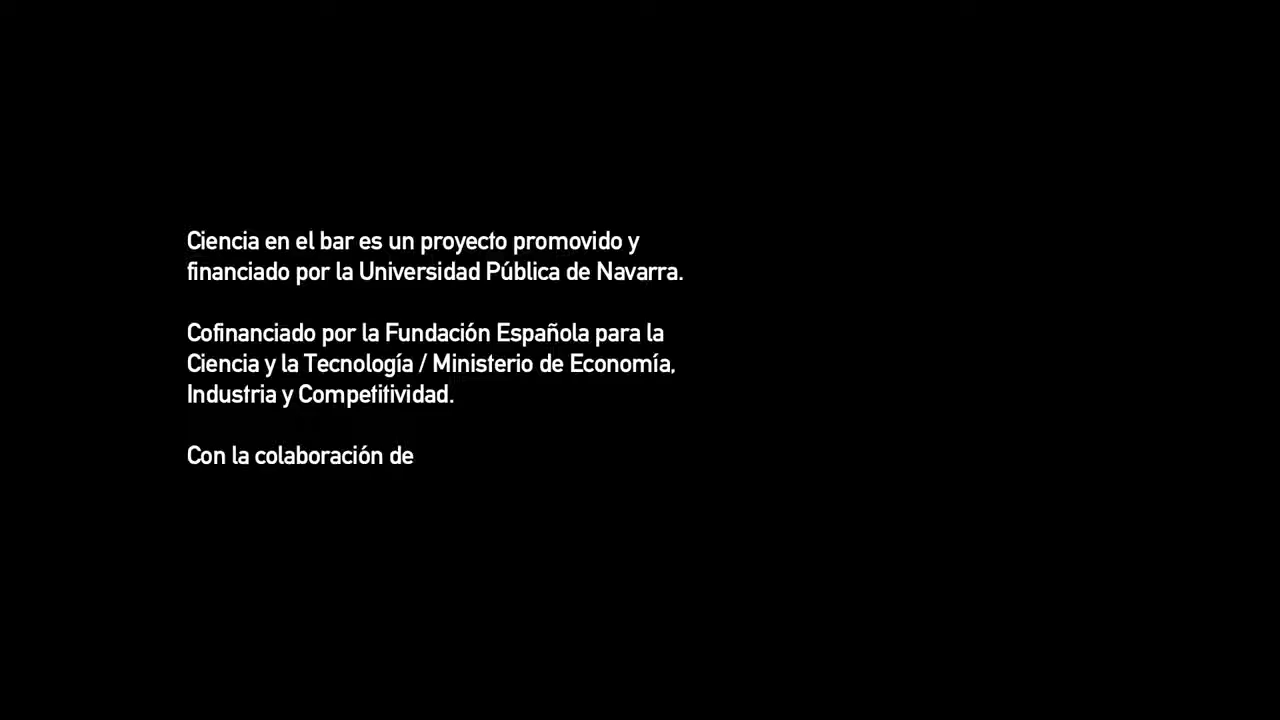 Ciencia en el bar es un proyecto promovido y
financiado por la Universidad Pública de Navarra.
Cofinanciado por la Fundación Española para la
Ciencia y la Tecnología / Ministerio de Economía,
Industria y Competitividad.
Con la colaboración de